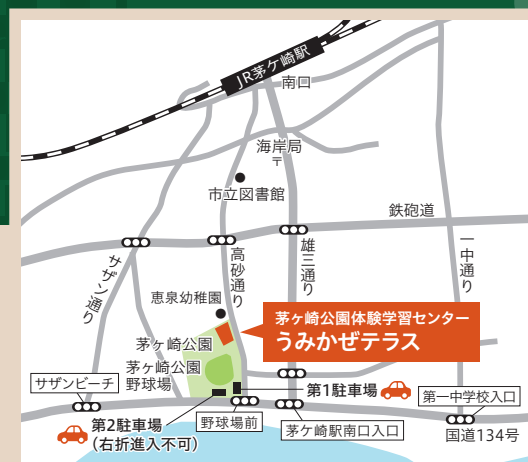 JR茅ケ崎駅
南口
海岸局
〒
市立図書館
鉄砲道
サザン通り
高砂通り
雄三通り
一中通り
恵泉幼稚園
茅ヶ崎公園体験学習センター
うみかぜテラス
茅ヶ崎公園
茅ヶ崎公園
野球場
サザンビーチ
第1駐車場
第一中学校入口
第2駐車場
(右折進入不可)
野球場前
茅ケ崎駅南口入口
国道134号